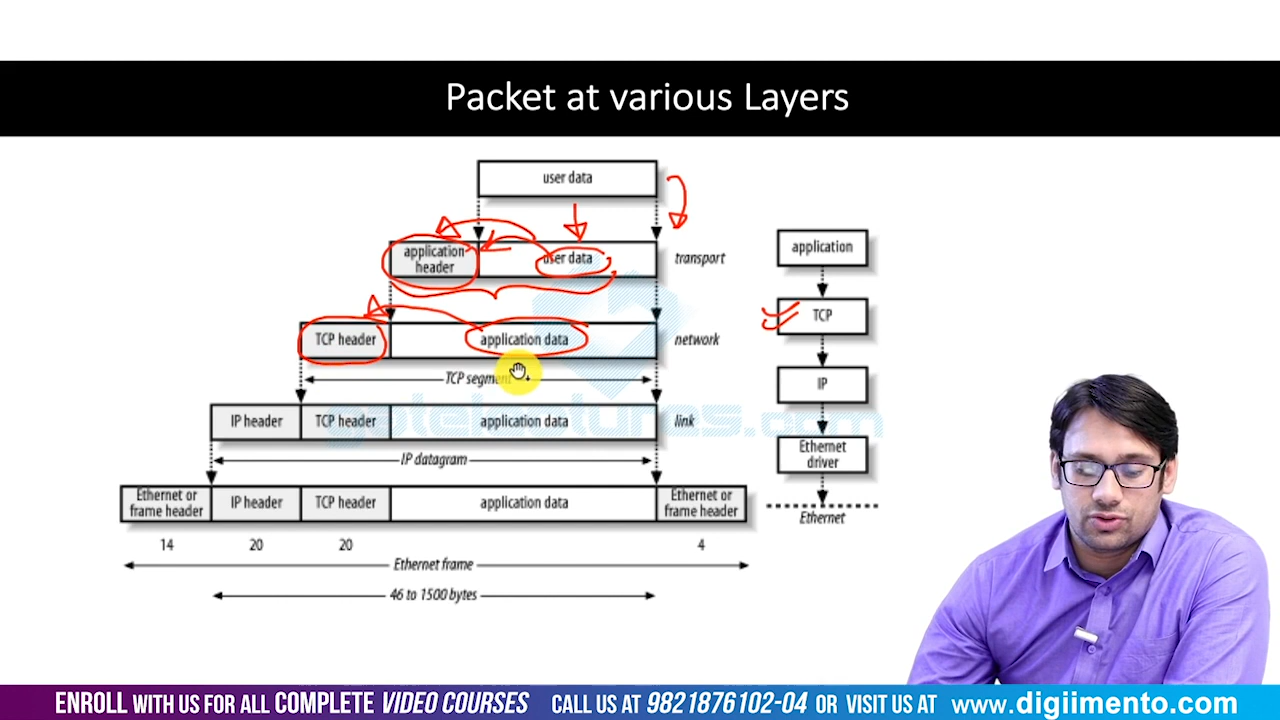 Packet at various Layers
user data
application
header
user data
transport
TCP header
application data
network
TCP segment
IP header
TCP header
application data
link
IP datagram
Ethernet or
frame header
IP header
TCP header
application data
Ethernet or
frame header
14
20
20
4
Ethernet frame
46 to 1500 bytes
application
TCP
IP
Ethernet
driver
Ethernet
ENROLL WITH US FOR ALL COMPLETE VIDEO COURSES CALL US AT 9821876102-04 OR VISIT US AT www.digiimento.com